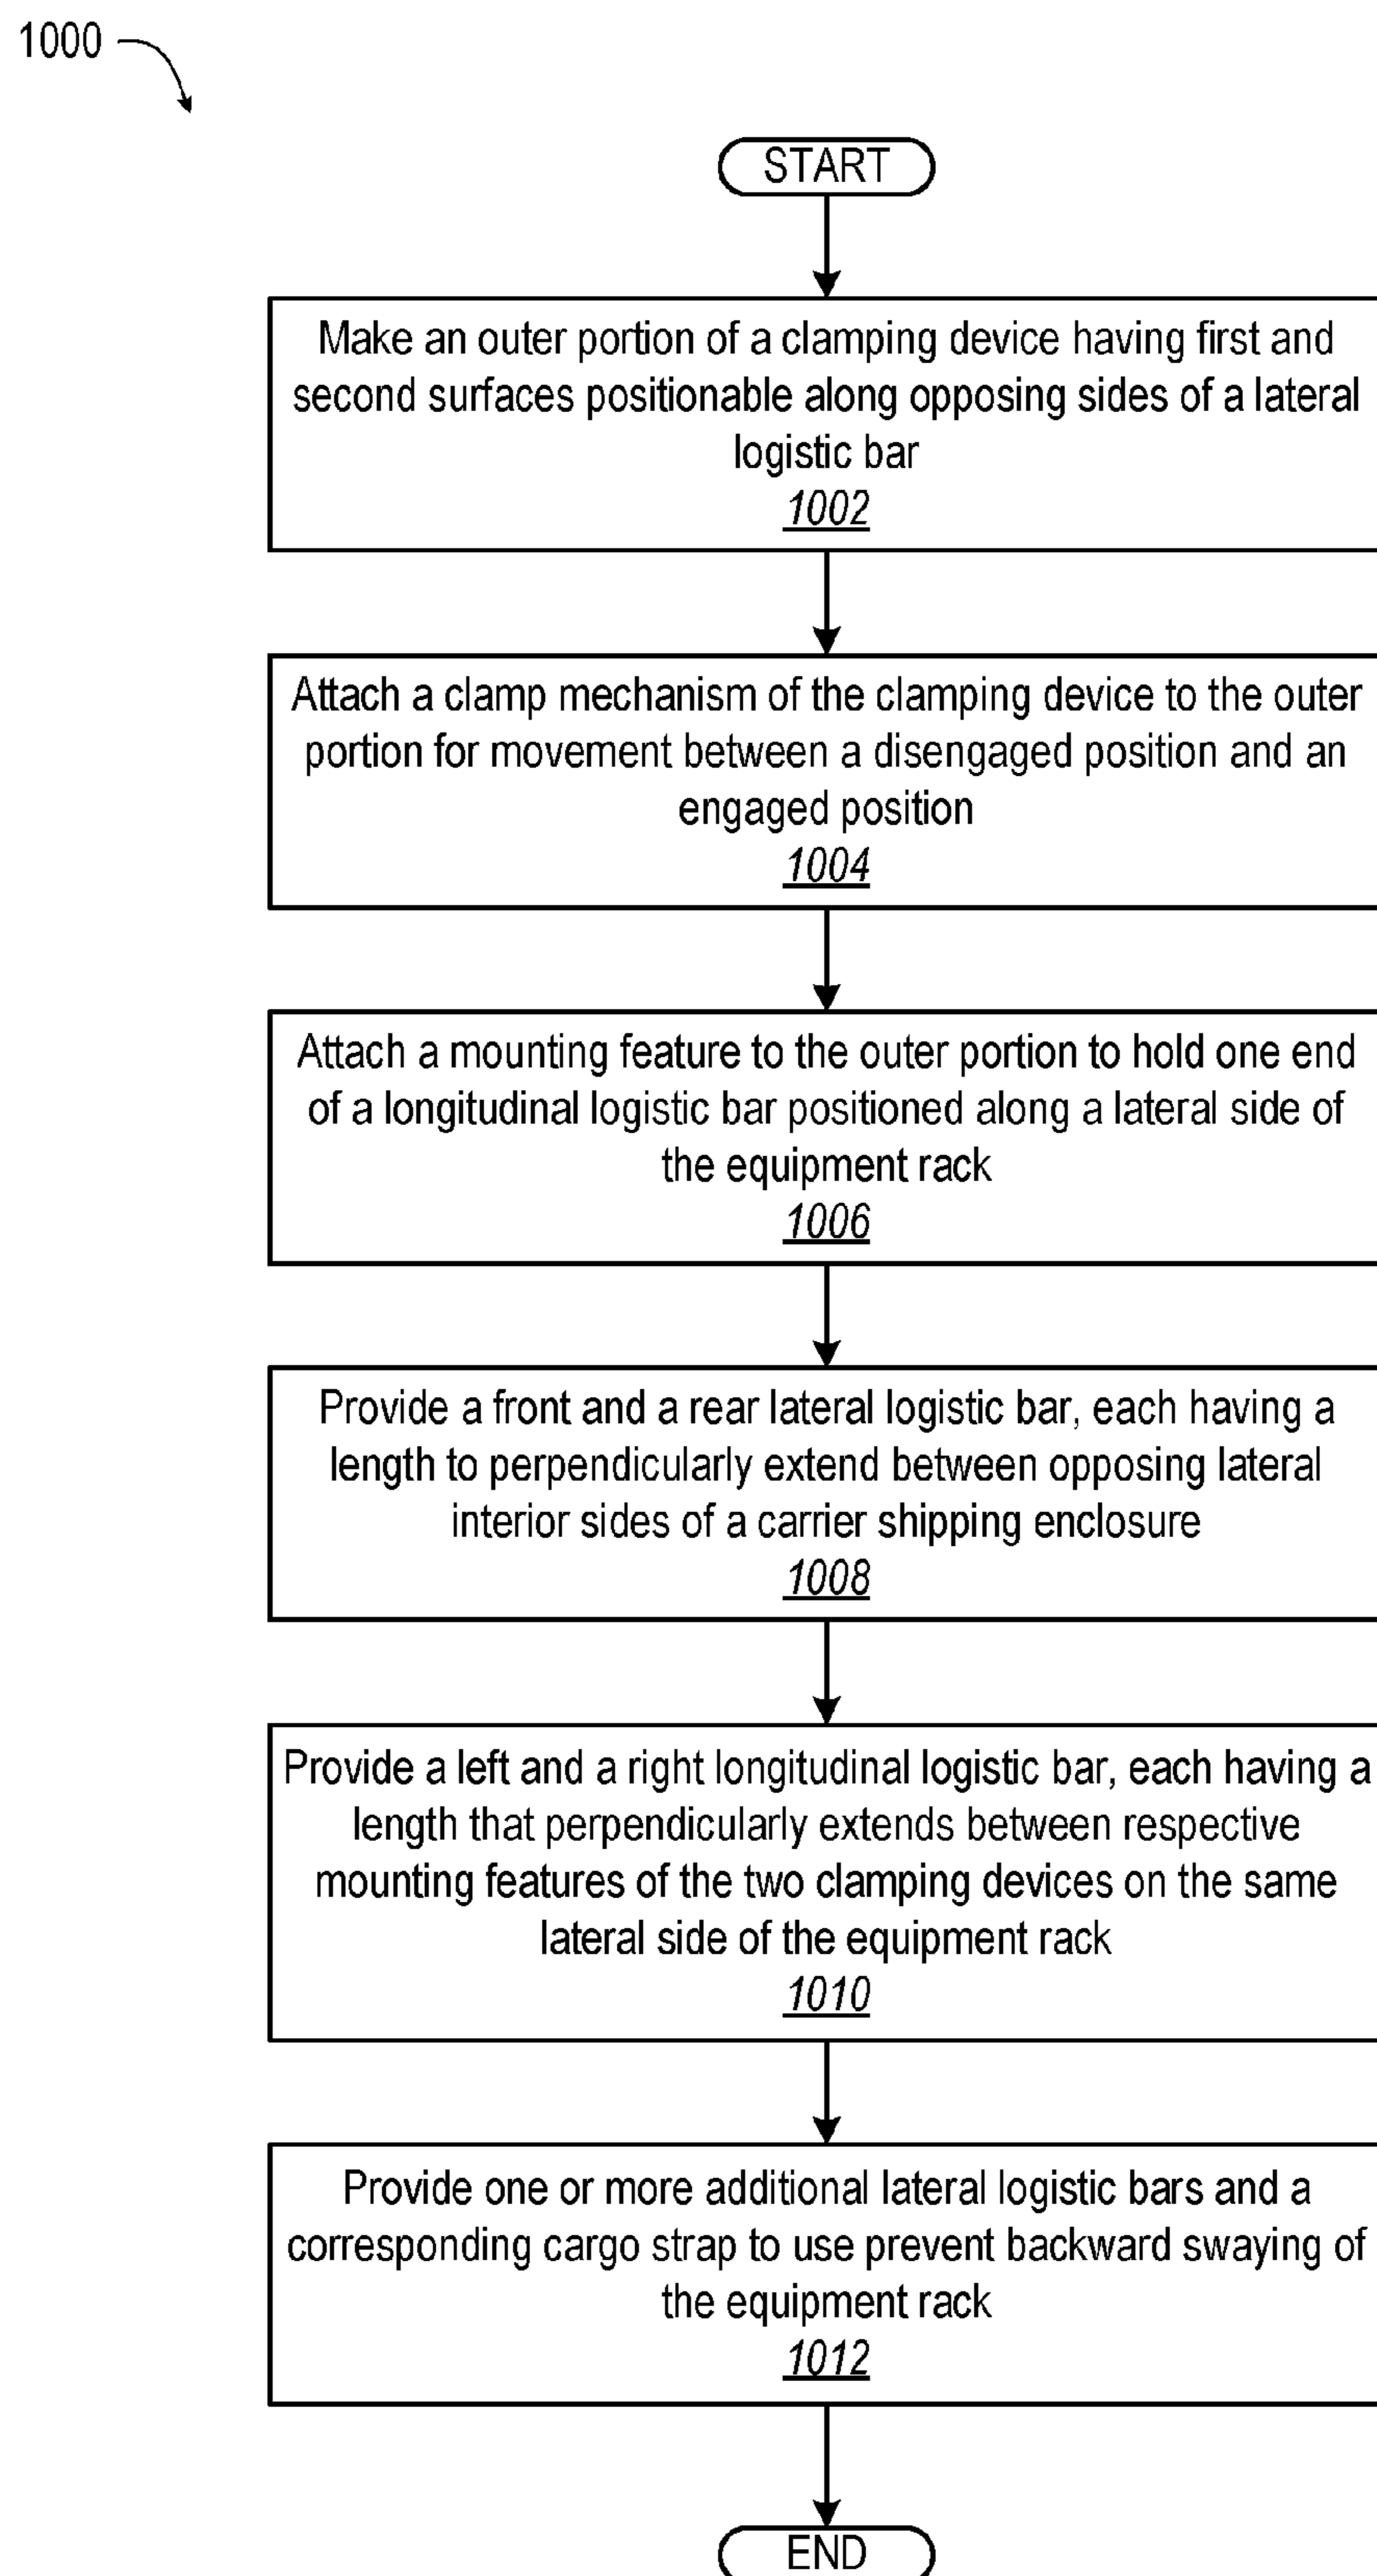 1000
START
Make an outer portion of a clamping device having first and
second surfaces positionable along opposing sides of a lateral
logistic bar
1002
Attach a clamp mechanism of the clamping device to the outer
portion for movement between a disengaged position and an
engaged position
1004
Attach a mounting feature to the outer portion to hold one end
of a longitudinal logistic bar positioned along a lateral side of
the equipment rack
1006
Provide a front and a rear lateral logistic bar, each having a
length to perpendicularly extend between opposing lateral
interior sides of a carrier shipping enclosure
1008
Provide a left and a right longitudinal logistic bar, each having a
length that perpendicularly extends between respective
mounting features of the two clamping devices on the same
lateral side of the equipment rack
1010
Provide one or more additional lateral logistic bars and a
corresponding cargo strap to use prevent backward swaying of
the equipment rack
1012
END